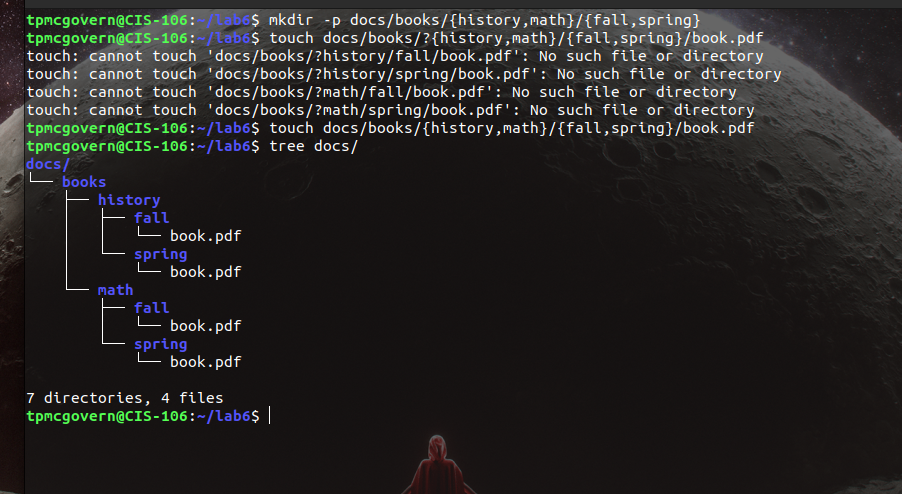 tpmcgovern@CIS-106:~/lab6$ mkdir -p docs/books/{history,math}/{fall,spring}
tpmcgovern@CIS-106:~/lab6$ touch docs/books/?{history,math}/{fall,spring}/book.pdf
touch: cannot touch 'docs/books/?history/fall/book.pdf': No such file or directory
touch: cannot touch 'docs/books/?history/spring/book.pdf': No such file or directory
touch: cannot touch 'docs/books/?math/fall/book.pdf': No such file or directory
touch: cannot touch 'docs/books/?math/spring/book.pdf': No such file or directory
tpmcgovern@CIS-106:~/lab6$ touch docs/books/{history,math}/{fall,spring}/book.pdf
tpmcgovern@CIS-106:~/lab6$ tree docs/
docs/
└── books
    ├── history
    │   ├── fall
    │   │   └── book.pdf
    │   └── spring
    │       └── book.pdf
    └── math
        ├── fall
        │   └── book.pdf
        └── spring
            └── book.pdf

7 directories, 4 files
tpmcgovern@CIS-106:~/lab6$